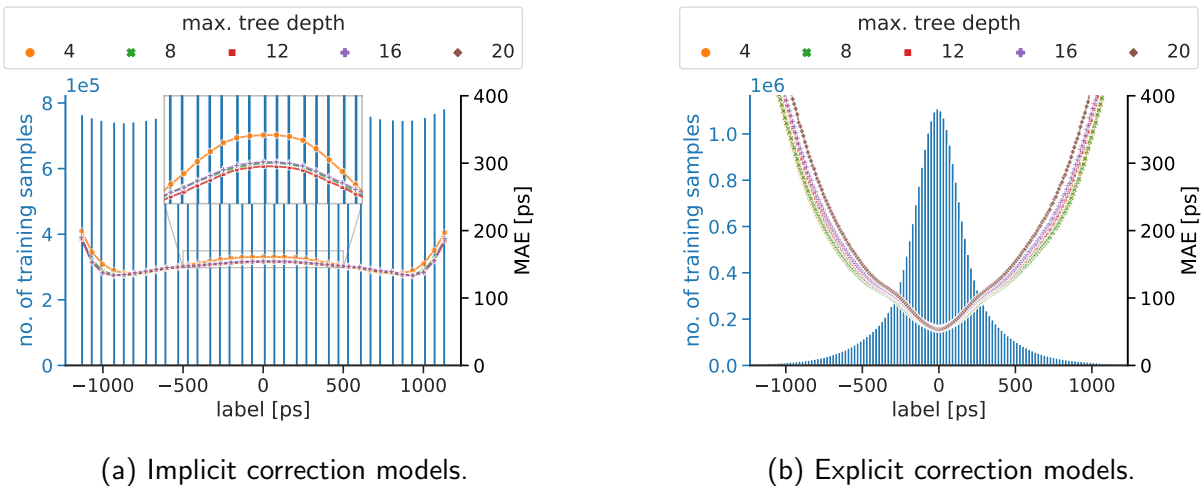 max. tree depth
4 8 12 16 20
1e5
no. of training samples
8
6
4
2
0
400
300
200
100
0
MAE [ps]
−1000 −500 0 500 1000
label [ps]
(a) Implicit correction models.
max. tree depth
4 8 12 16 20
1e6
no. of training samples
1.0
0.8
0.6
0.4
0.2
0.0
400
300
200
100
0
MAE [ps]
−1000 −500 0 500 1000
label [ps]
(b) Explicit correction models.